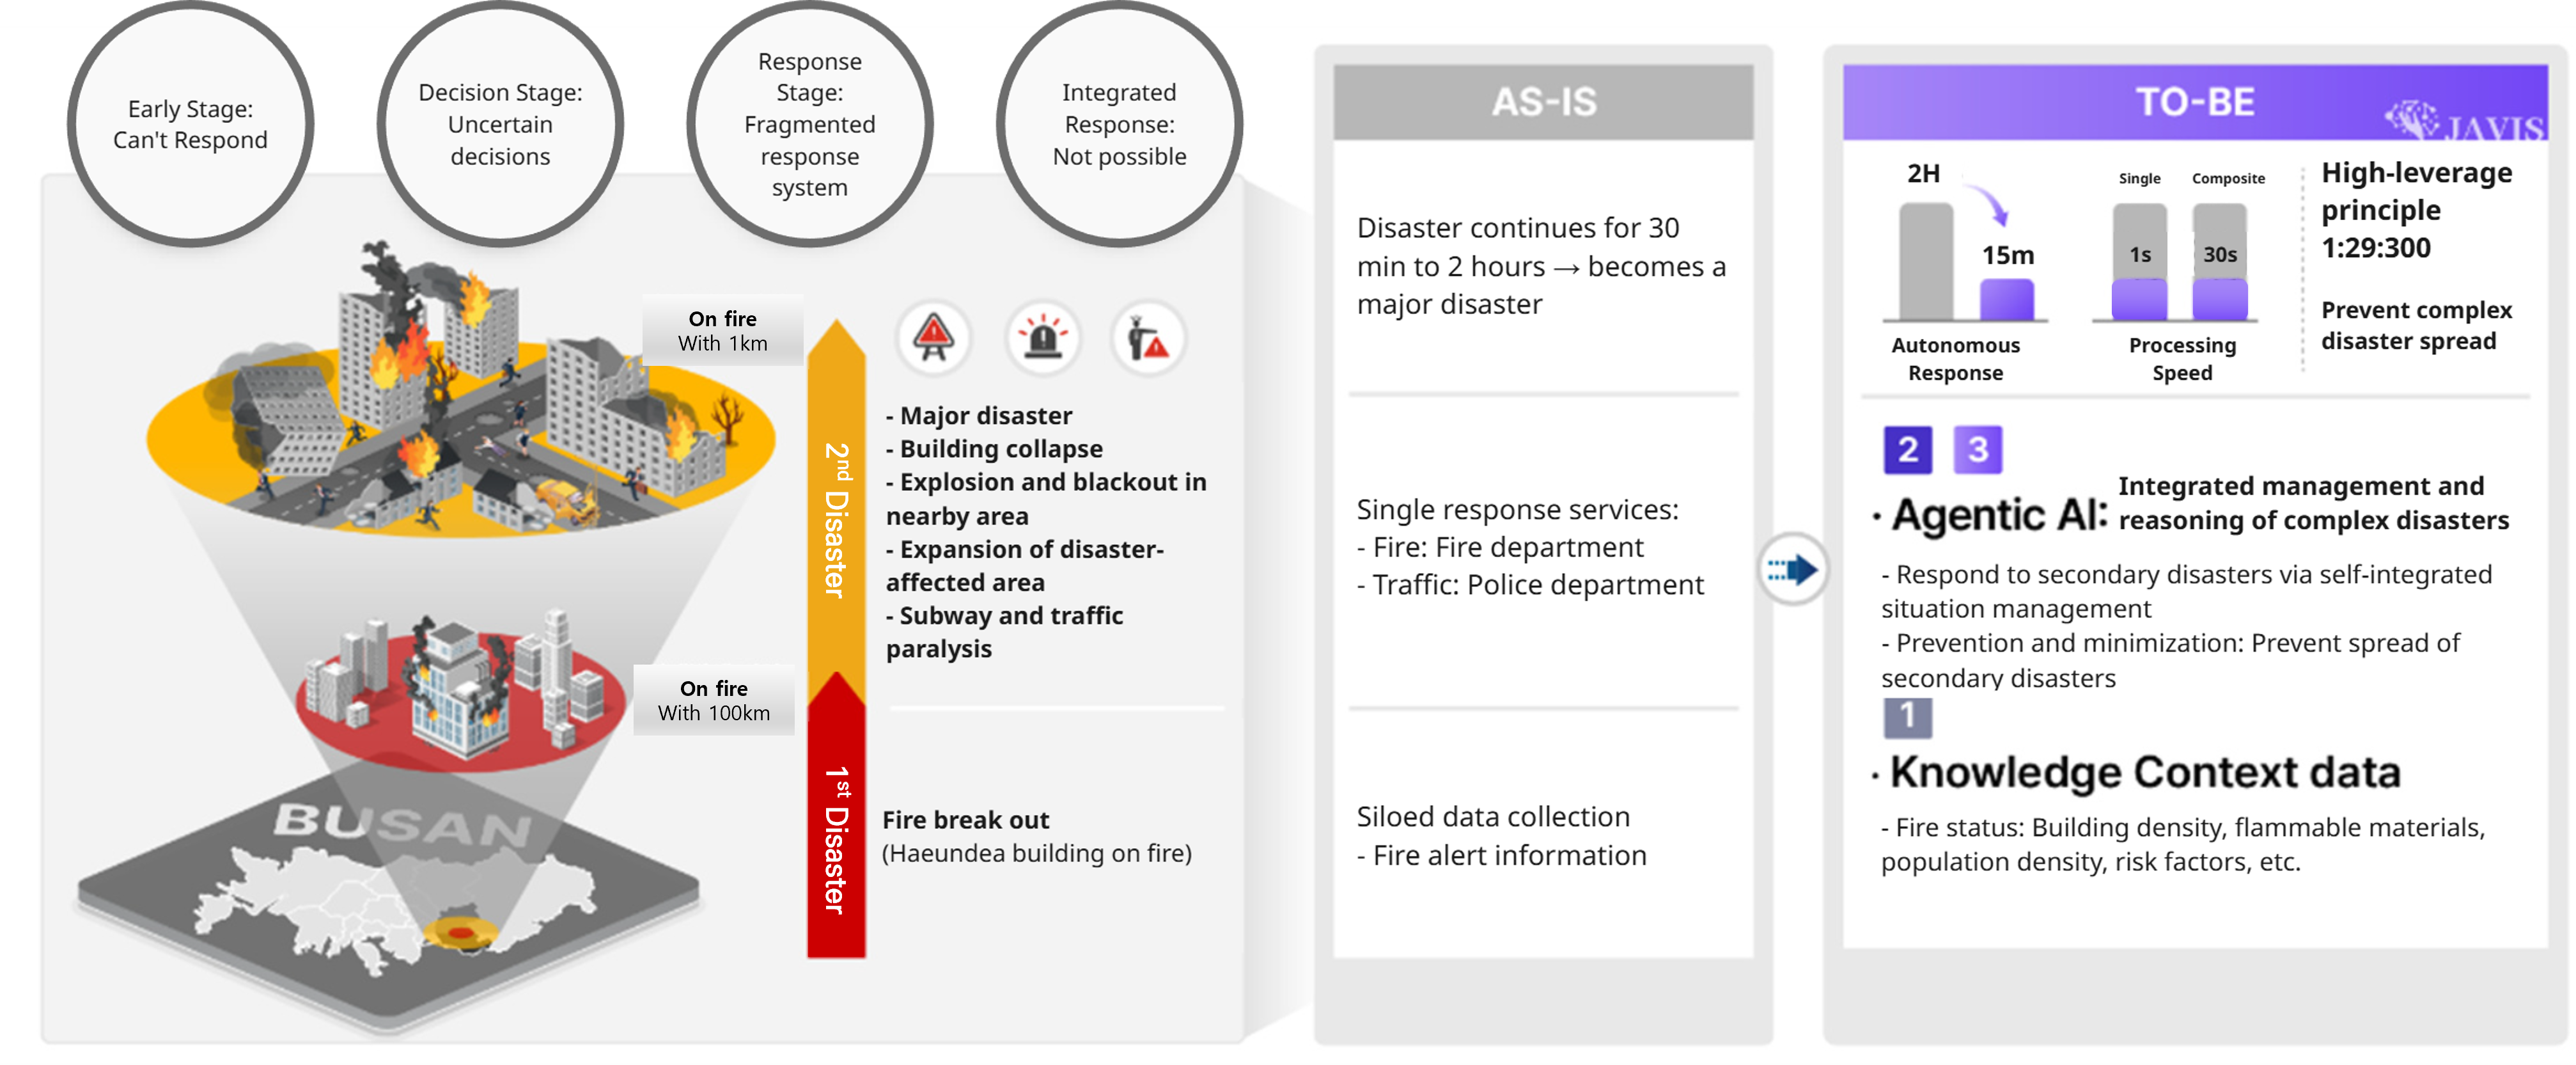 Early Stage:
Can't Respond
Decision Stage:
Uncertain
decisions
Response
Stage:
Fragmented
response
system
Integrated
Response:
Not possible
On fire
With 1km
2nd Disaster
- Major disaster
- Building collapse
- Explosion and blackout in
nearby area
- Expansion of disaster-
affected area
- Subway and traffic
paralysis
On fire
With 100km
1st Disaster
Fire break out
(Haeundea building on fire)
BUSAN
AS-IS
Disaster continues for 30
min to 2 hours → becomes a
major disaster
Single response services:
- Fire: Fire department
- Traffic: Police department
Siloed data collection
- Fire alert information
TO-BE
JAVIS
2H
15m
Autonomous
Response
Single Composite
1s 30s
Processing
Speed
High-leverage
principle
1:29:300
Prevent complex
disaster spread
2 3
· Agentic AI: Integrated management and
reasoning of complex disasters
- Respond to secondary disasters via self-integrated
situation management
- Prevention and minimization: Prevent spread of
secondary disasters
1
· Knowledge Context data
- Fire status: Building density, flammable materials,
population density, risk factors, etc.